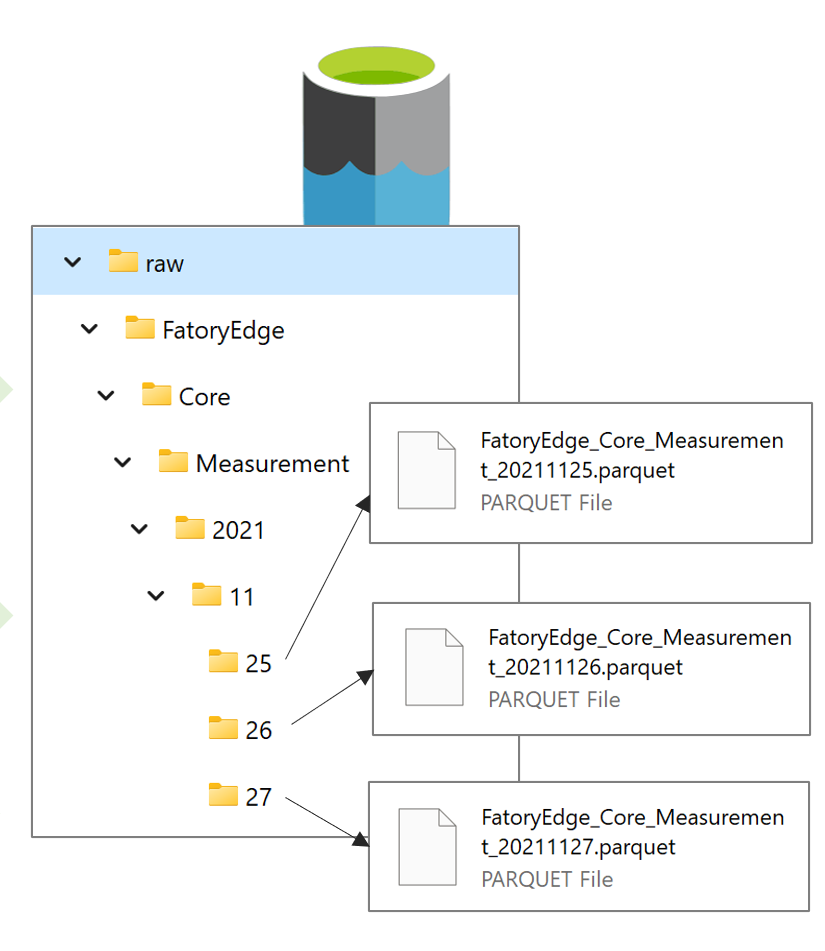 raw
FatoryEdge
Core
Measurement
2021
11
25
26
27
FatoryEdge_Core_Measuremen
t_20211125.parquet
PARQUET File
FatoryEdge_Core_Measuremen
t_20211126.parquet
PARQUET File
FatoryEdge_Core_Measuremen
t_20211127.parquet
PARQUET File